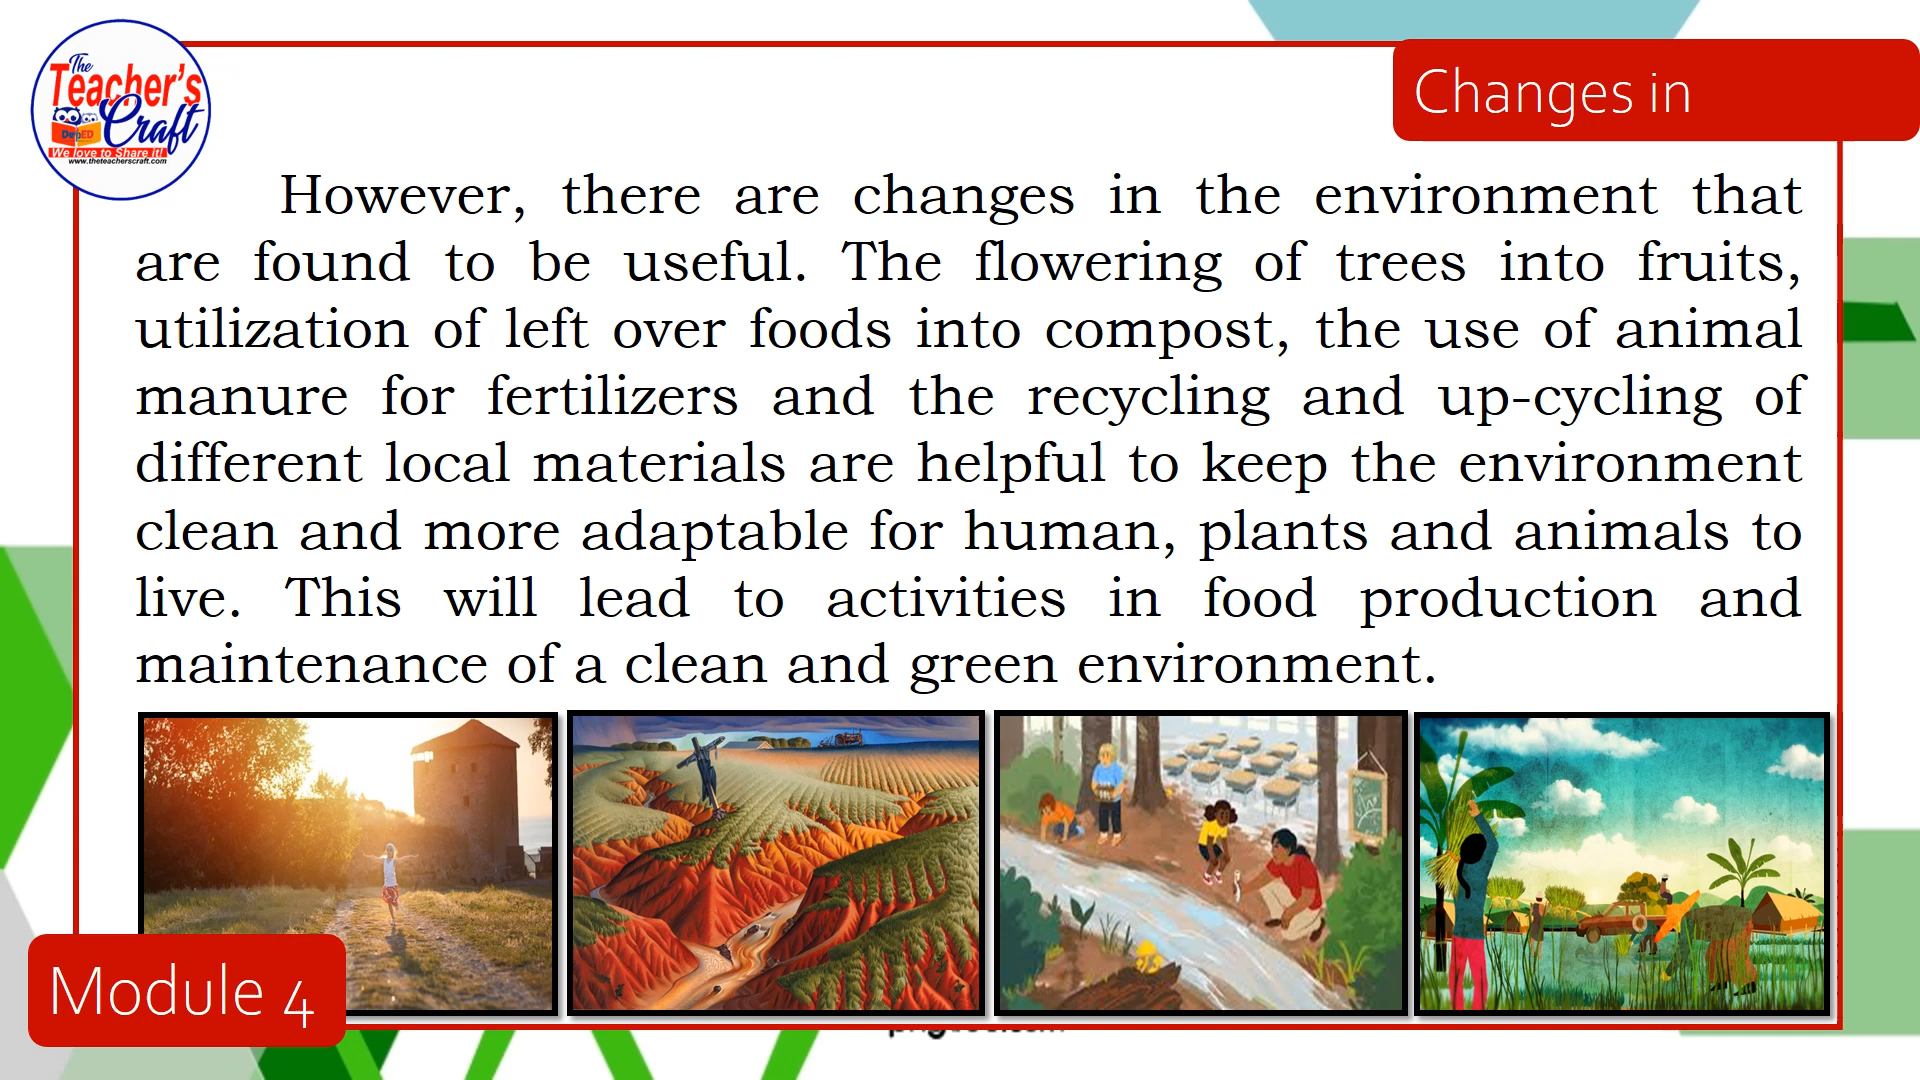 The
Teacher's
Craft
DepED
We love to Share it!
www.theteacherscraft.com
Changes in
However, there are changes in the environment that
are found to be useful. The flowering of trees into fruits,
utilization of left over foods into compost, the use of animal
manure for fertilizers and the recycling and up-cycling of
different local materials are helpful to keep the environment
clean and more adaptable for human, plants and animals to
live. This will lead to activities in food production and
maintenance of a clean and green environment.
Module 4